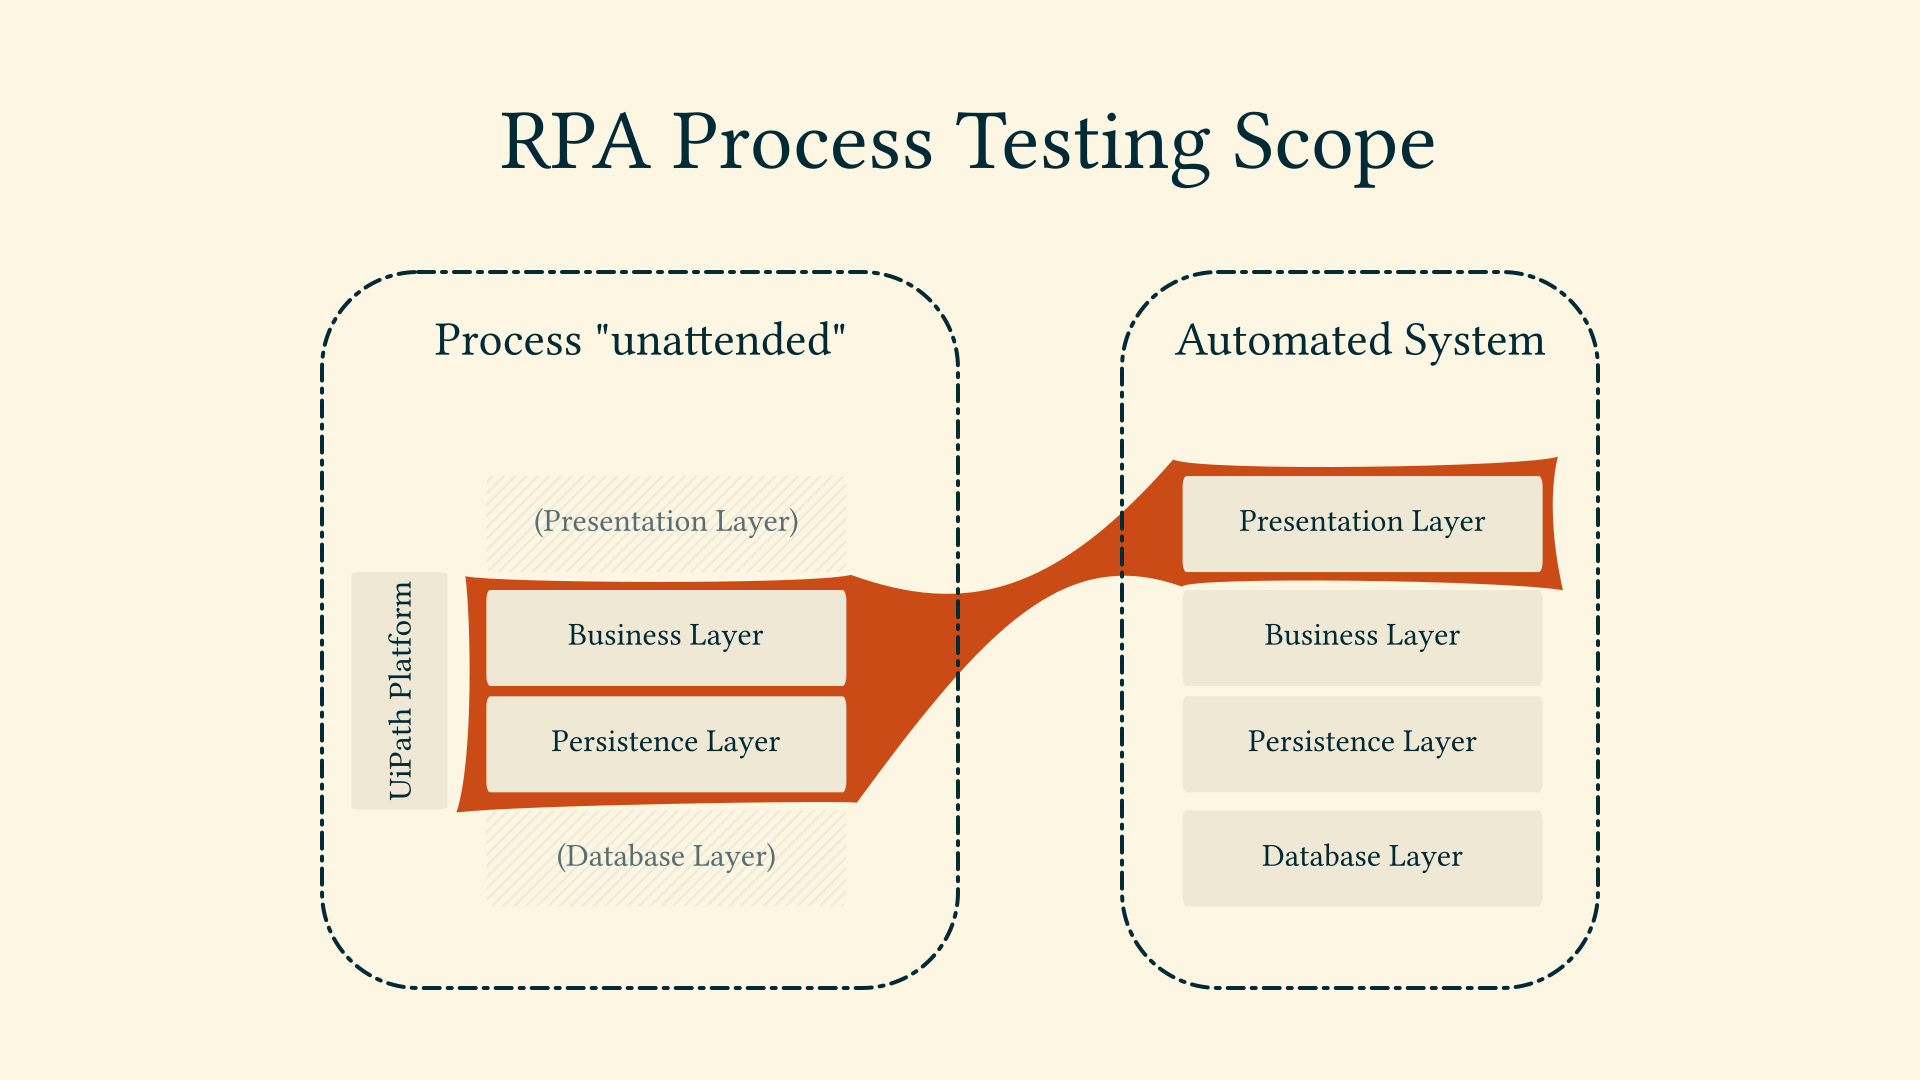 RPA Process Testing Scope
Process "unattended"
(Presentation Layer)
UiPath Platform
Business Layer
Persistence Layer
(Database Layer)
Automated System
Presentation Layer
Business Layer
Persistence Layer
Database Layer